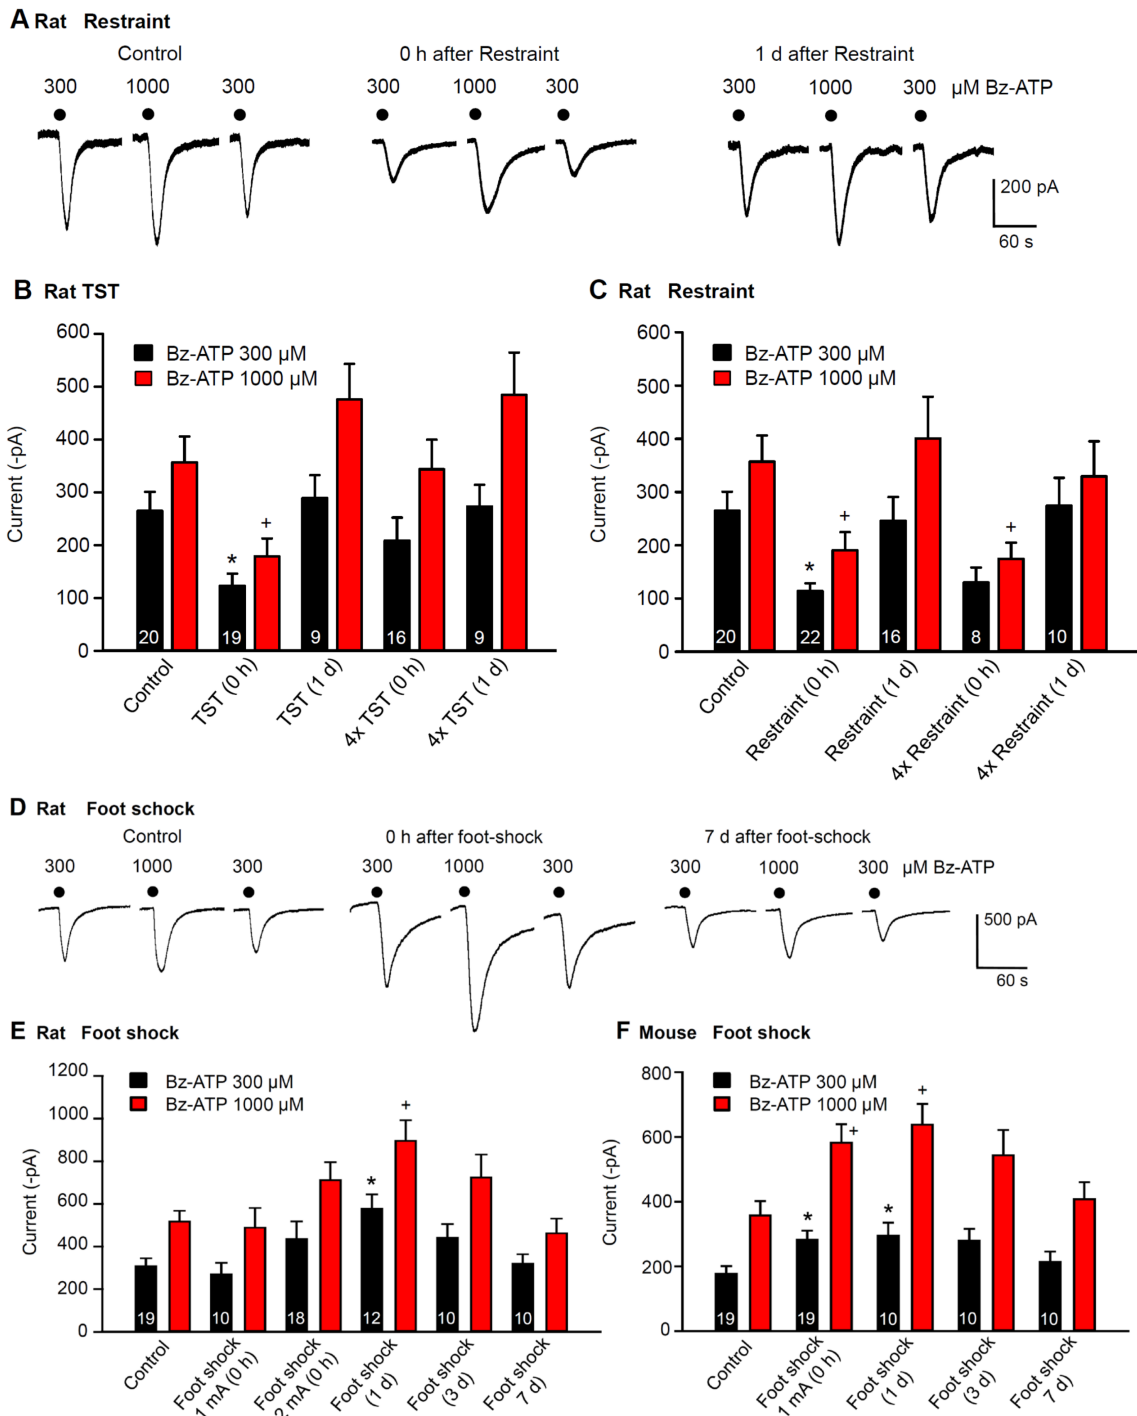 A Rat Restraint
Control 0 h after Restraint 1 d after Restraint
300 1000 300 300 1000 300 300 1000 300 µM Bz-ATP
200 pA
60 s
B Rat TST
600
500
400
300
200
100
0
Current (-pA)
Bz-ATP 300 µM
Bz-ATP 1000 µM
* +
20 19 9 16 9
Control
TST (0 h)
TST (1 d)
4x TST (0 h)
4x TST (1 d)
C Rat Restraint
600
500
400
300
200
100
0
Current (-pA)
Bz-ATP 300 µM
Bz-ATP 1000 µM
* + +
20 22 16 8 10
Control
Restraint (0 h)
Restraint (1 d)
4x Restraint (0 h)
4x Restraint (1 d)
D Rat Foot schock
Control 0 h after foot-shock 7 d after foot-schock
300 1000 300 300 1000 300 300 1000 300 µM Bz-ATP
500 pA
60 s
E Rat Foot shock
1200
1000
800
600
400
200
0
Current (-pA)
Bz-ATP 300 µM
Bz-ATP 1000 µM
* +
19 10 18 12 10 10
Control
Foot shock
1 mA (0 h)
Foot shock
2 mA (0 h)
Foot shock
(1 d)
Foot shock
(3 d)
Foot shock
7 d)
F Mouse Foot shock
800
600
400
200
0
Current (-pA)
Bz-ATP 300 µM
Bz-ATP 1000 µM
* + * +
19 19 10 10 10
Control
Foot shock
1 mA (0 h)
Foot shock
(1 d)
Foot shock
(3 d)
Foot shock
7 d)